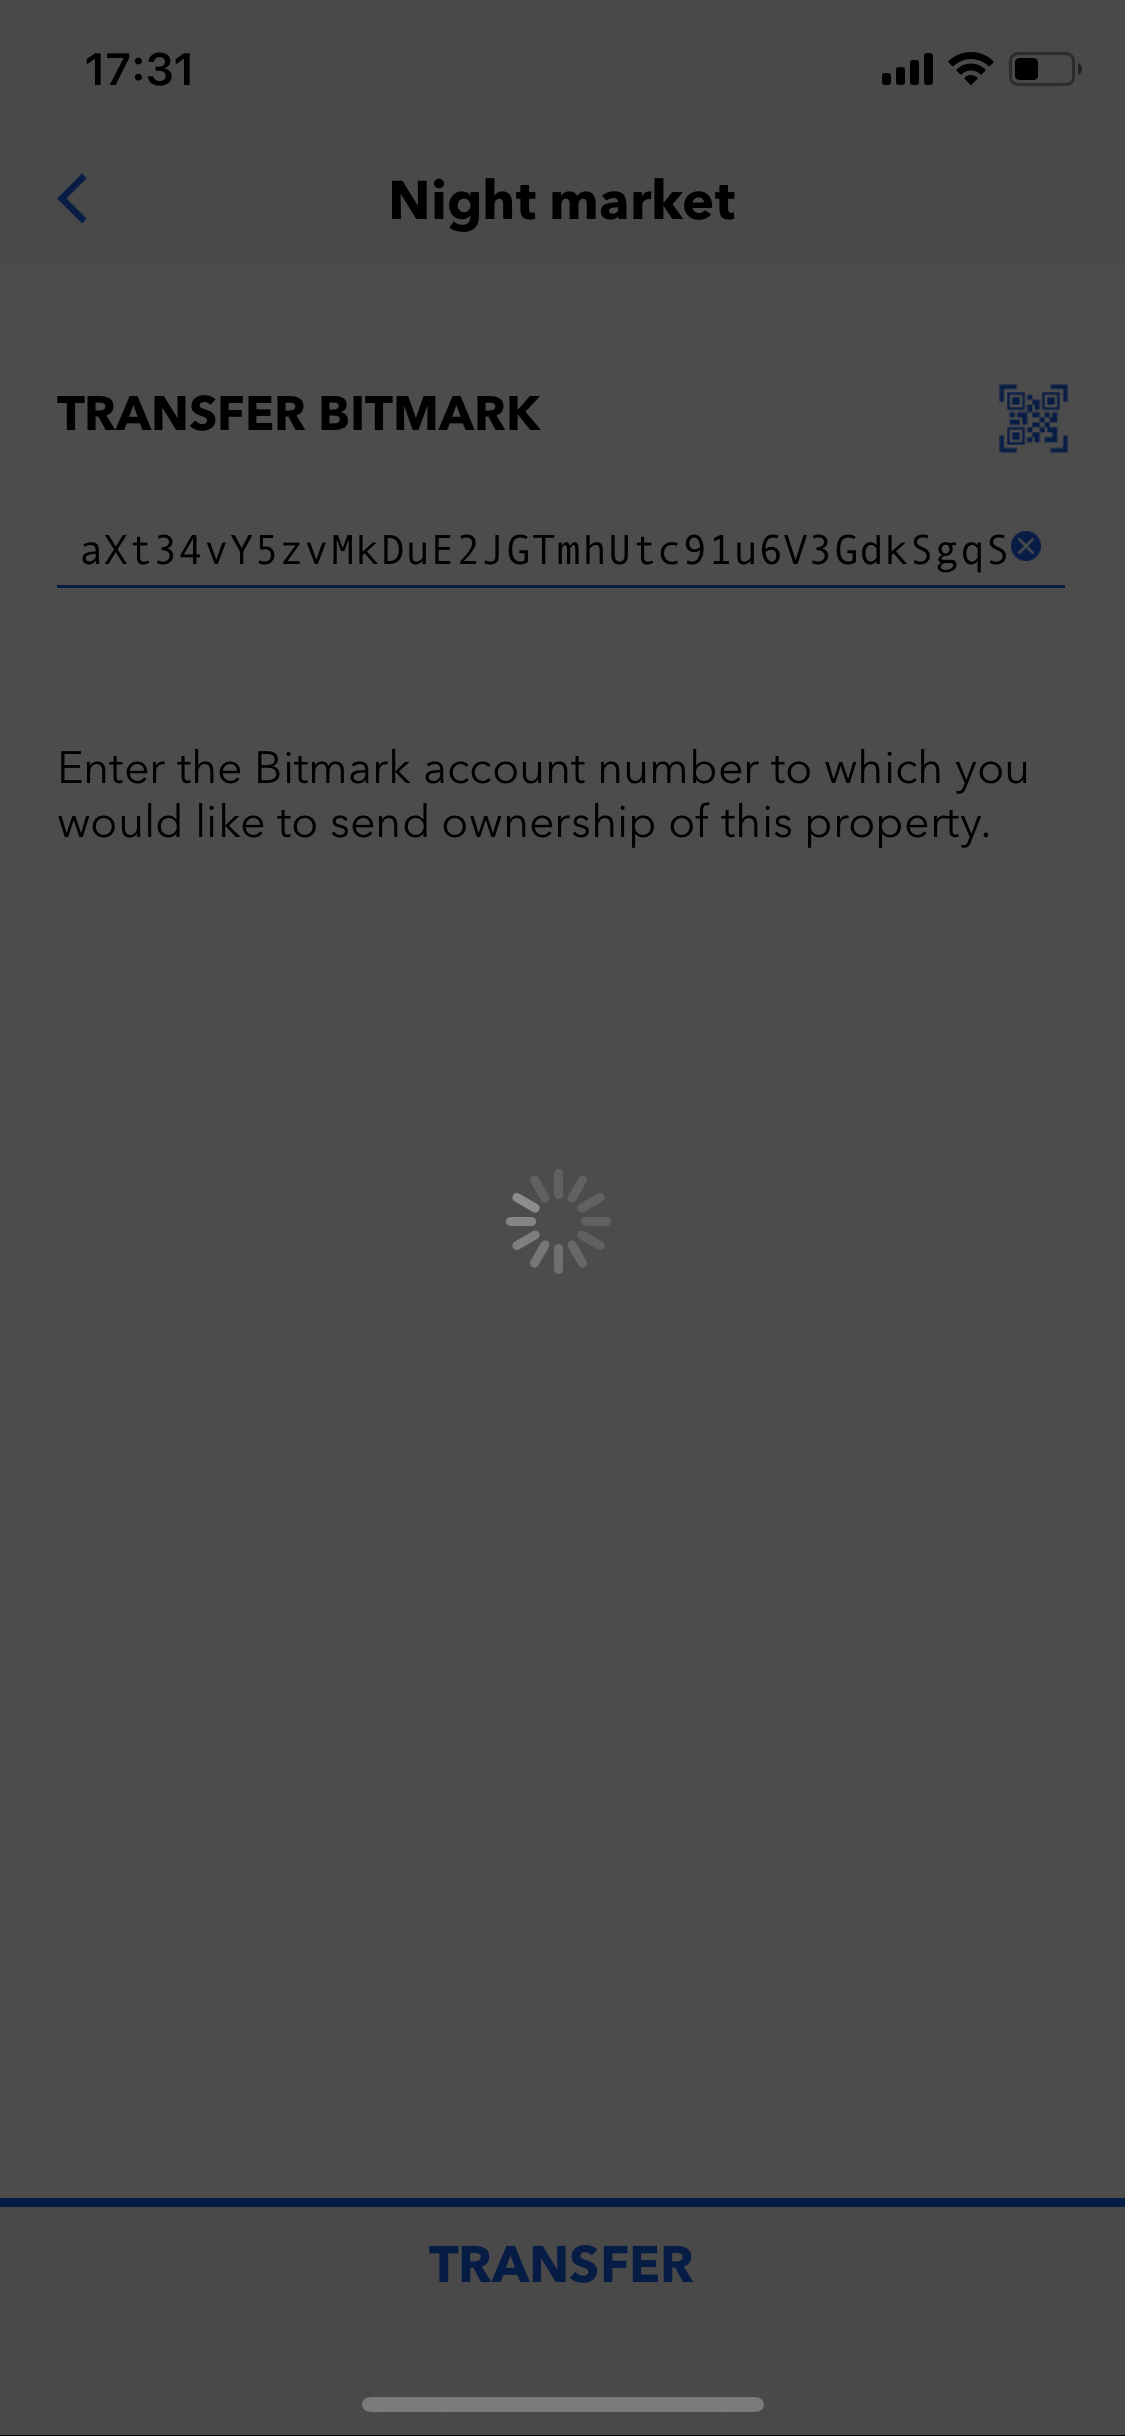 17:31
Night market
TRANSFER BITMARK
aXt34vY5zvMkDuE2JGTmhUtc91u6V3GdkSgqS
Enter the Bitmark account number to which you
would like to send ownership of this property.
TRANSFER